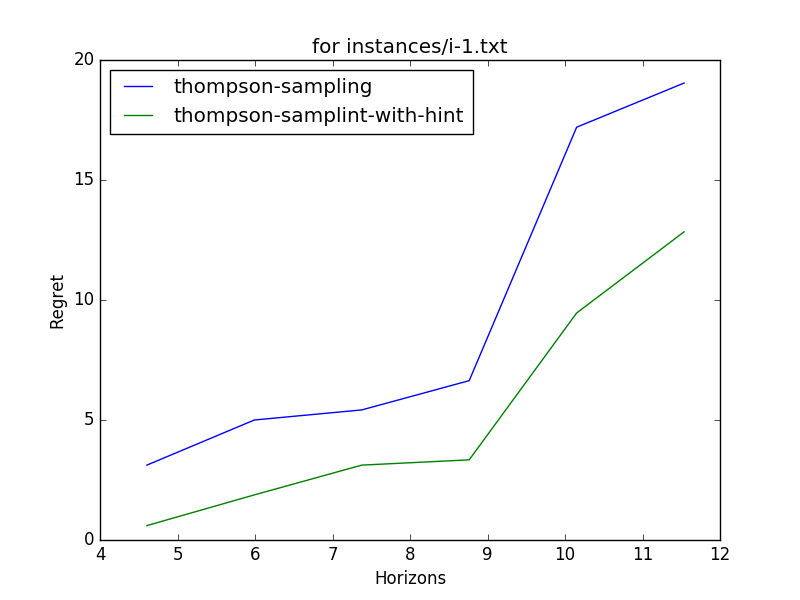 for instances/i-1.txt
thompson-sampling
thompson-samplint-with-hint
20
15
10
5
0
Regret
4 5 6 7 8 9 10 11 12
Horizons